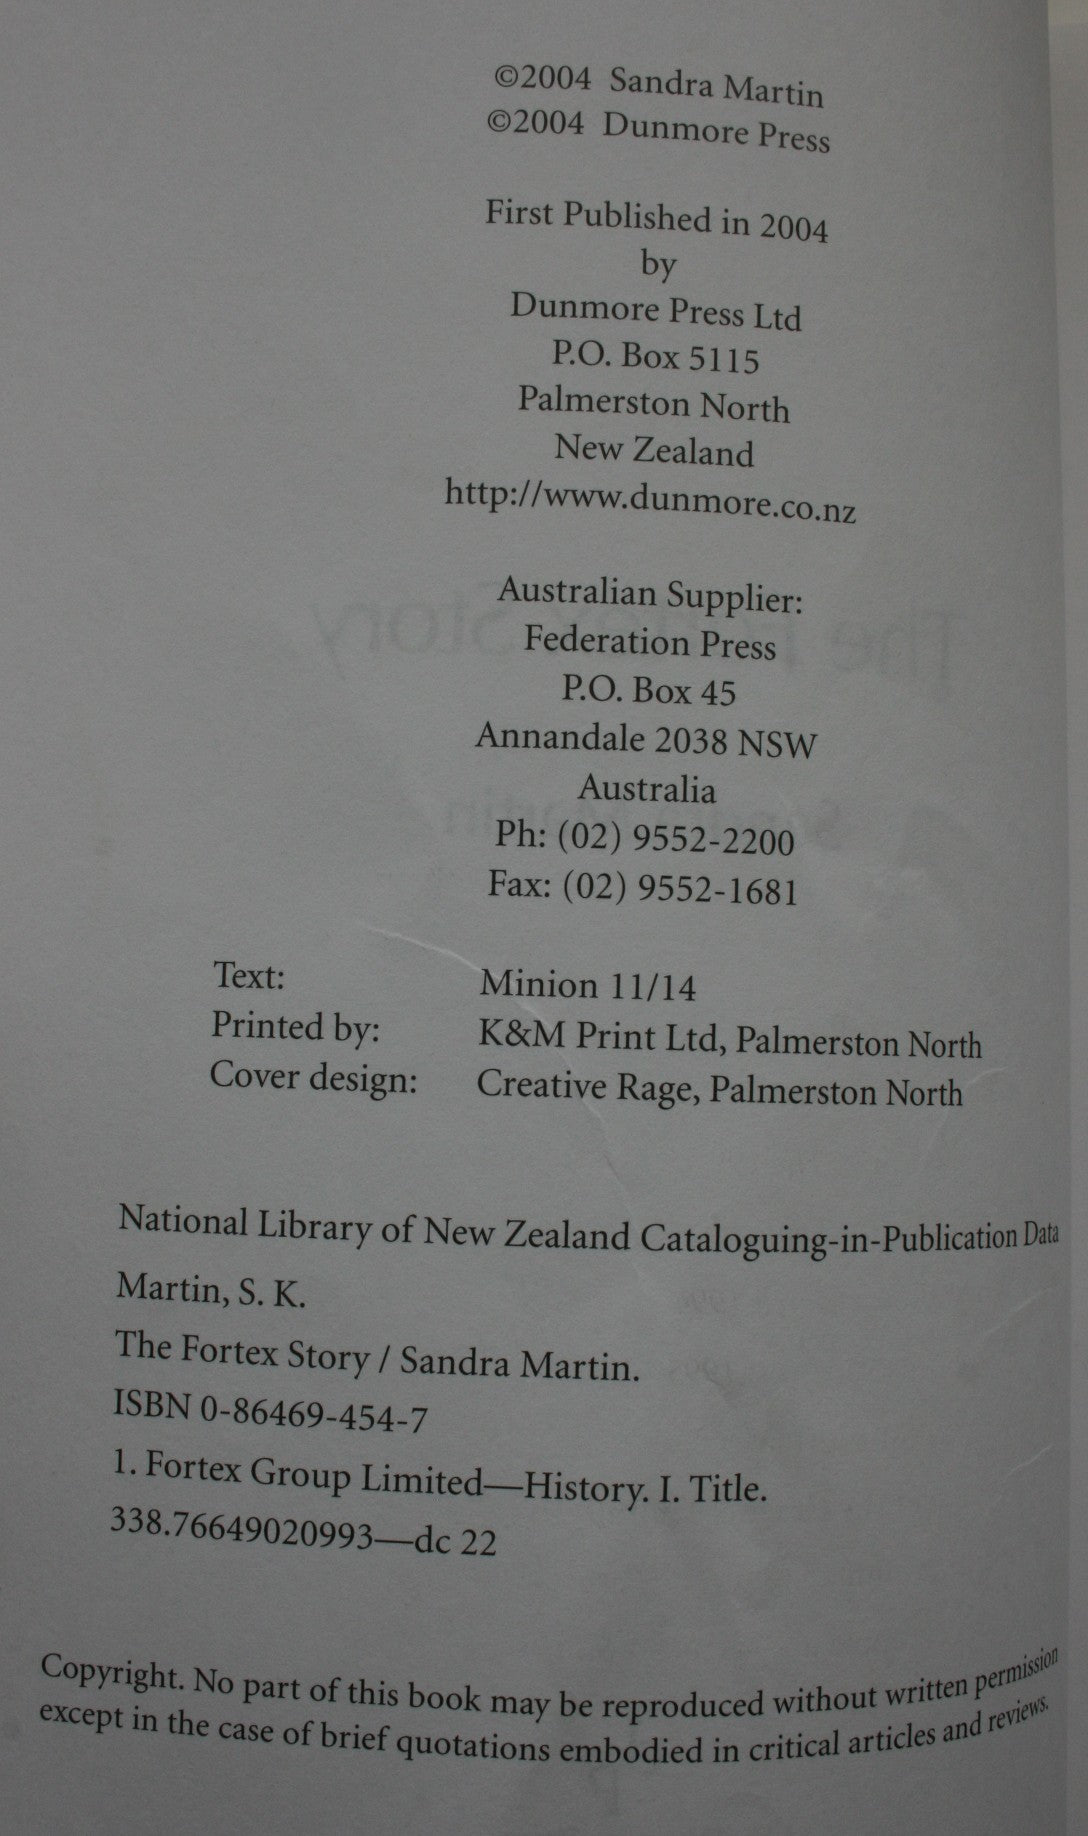 ©2004 Sandra Martin
©2004 Dunmore Press
First Published in 2004
by
Dunmore Press Ltd
P.O. Box 5115
Palmerston North
New Zealand
http://www.dunmore.co.nz
Australian Supplier:
Federation Press
P.O. Box 45
Annandale 2038 NSW
Australia
Ph: (02) 9552-2200
Fax: (02) 9552-1681
Text: Minion 11/14
Printed by: K&M Print Ltd, Palmerston North
Cover design: Creative Rage, Palmerston North
National Library of New Zealand Cataloguing-in-Publication Data
Martin, S. K.
The Fortex Story / Sandra Martin.
ISBN 0-86469-454-7
1. Fortex Group Limited—History. I. Title.
338.76649020993—dc 22
Copyright. No part of this book may be reproduced without written permission
except in the case of brief quotations embodied in critical articles and reviews.